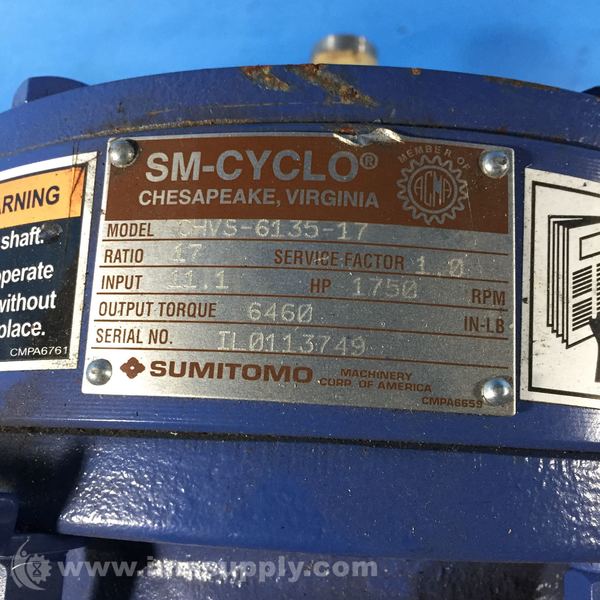 SM-CYCLO®
CHESAPEAKE, VIRGINIA
MEMBER OF
AGMA
MODEL CHVS-6135-17
RATIO 17 SERVICE FACTOR 1.0
INPUT 11.1 HP 1750 RPM
OUTPUT TORQUE 6460 IN-LB
SERIAL NO. IL0113749
SUMITOMO MACHINERY
CORP. OF AMERICA
CMPA6659
ARNING
shaft.
operate
without
place.
CMPA6761
www.imsupply.com